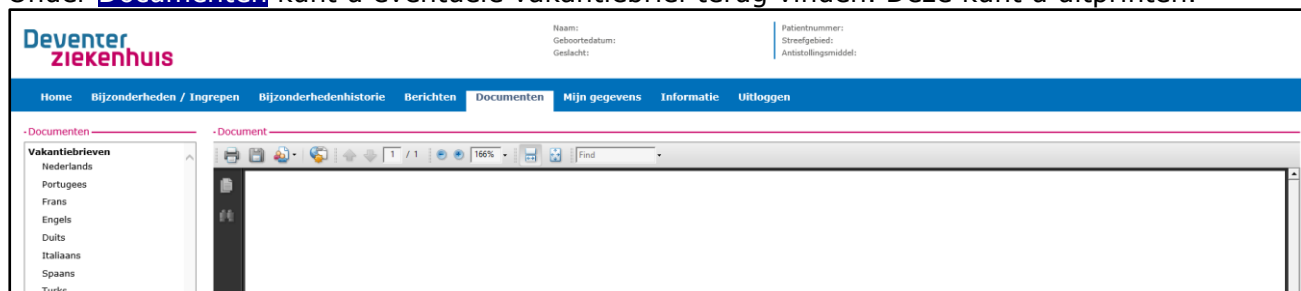 Onder Documenten kunt u eventuele vakantiebrief terug vinden. Deze kunt u uitprinten.
Deventer
ziekenhuis
Naam:
Geboortedatum:
Geslacht:
Patientnummer:
Streefgebied:
Antistollingsmiddel:
Home Bijzonderheden / Ingrepen Bijzonderhedenhistorie Berichten Documenten Mijn gegevens Informatie Uitloggen
Documenten
Document
1 / 1 166% Find
Vakantiebrieven
Nederlands
Portugees
Frans
Engels
Duits
Italiaans
Spaans
Turks